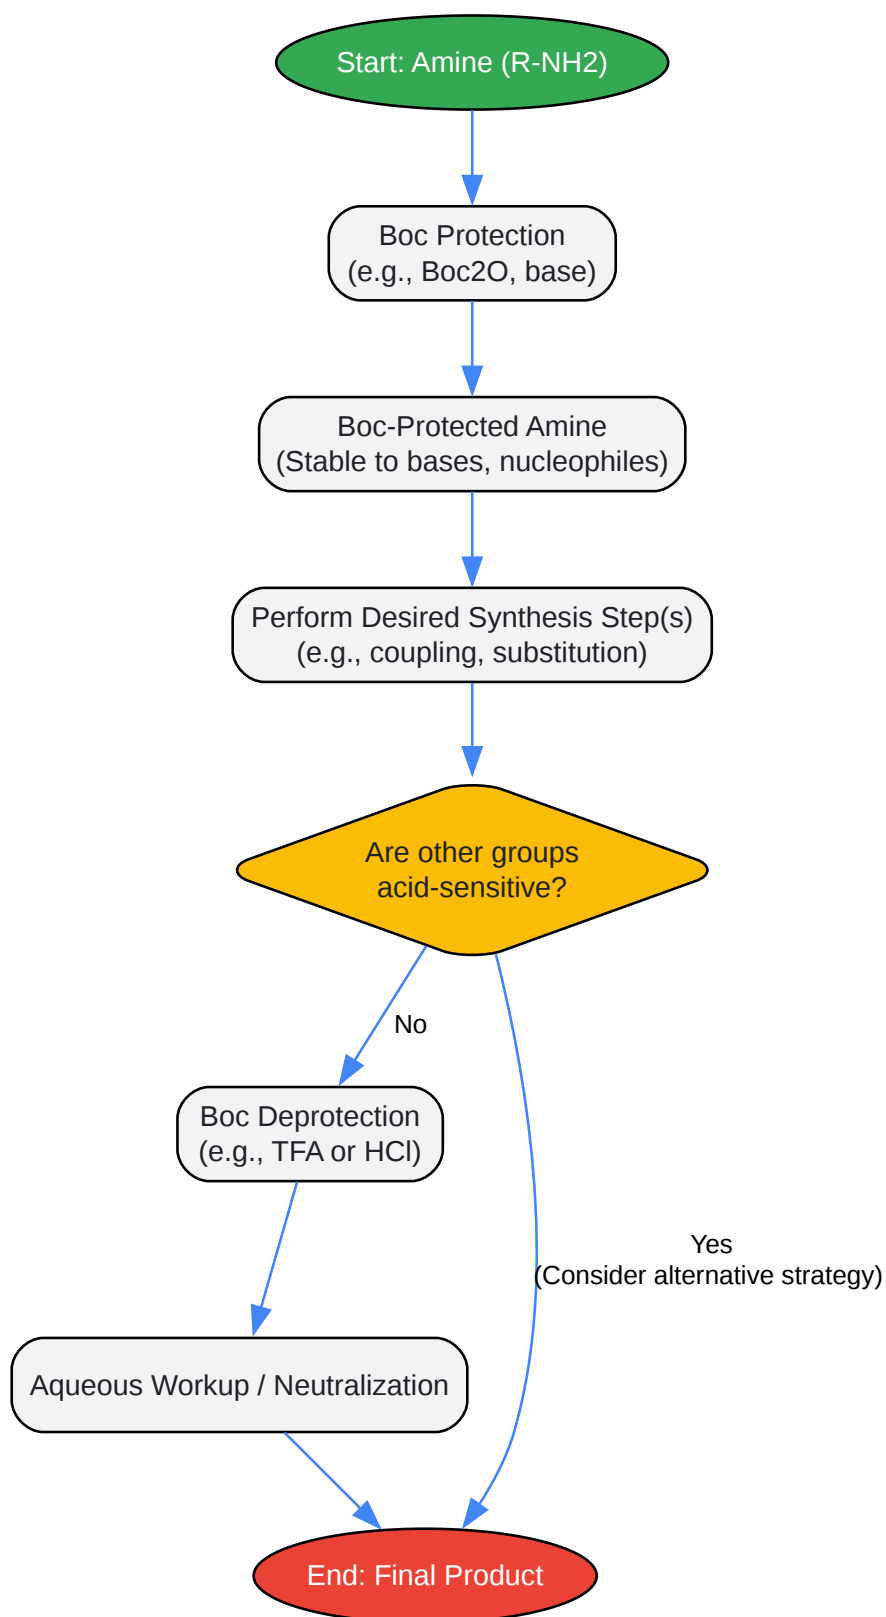 Start: Amine (R-NH2)
Boc Protection
(e.g., Boc2O, base)
Boc-Protected Amine
(Stable to bases, nucleophiles)
Perform Desired Synthesis Step(s)
(e.g., coupling, substitution)
Are other groups
acid-sensitive?
No
Boc Deprotection
(e.g., TFA or HCl)
Yes
(Consider alternative strategy)
Aqueous Workup / Neutralization
End: Final Product